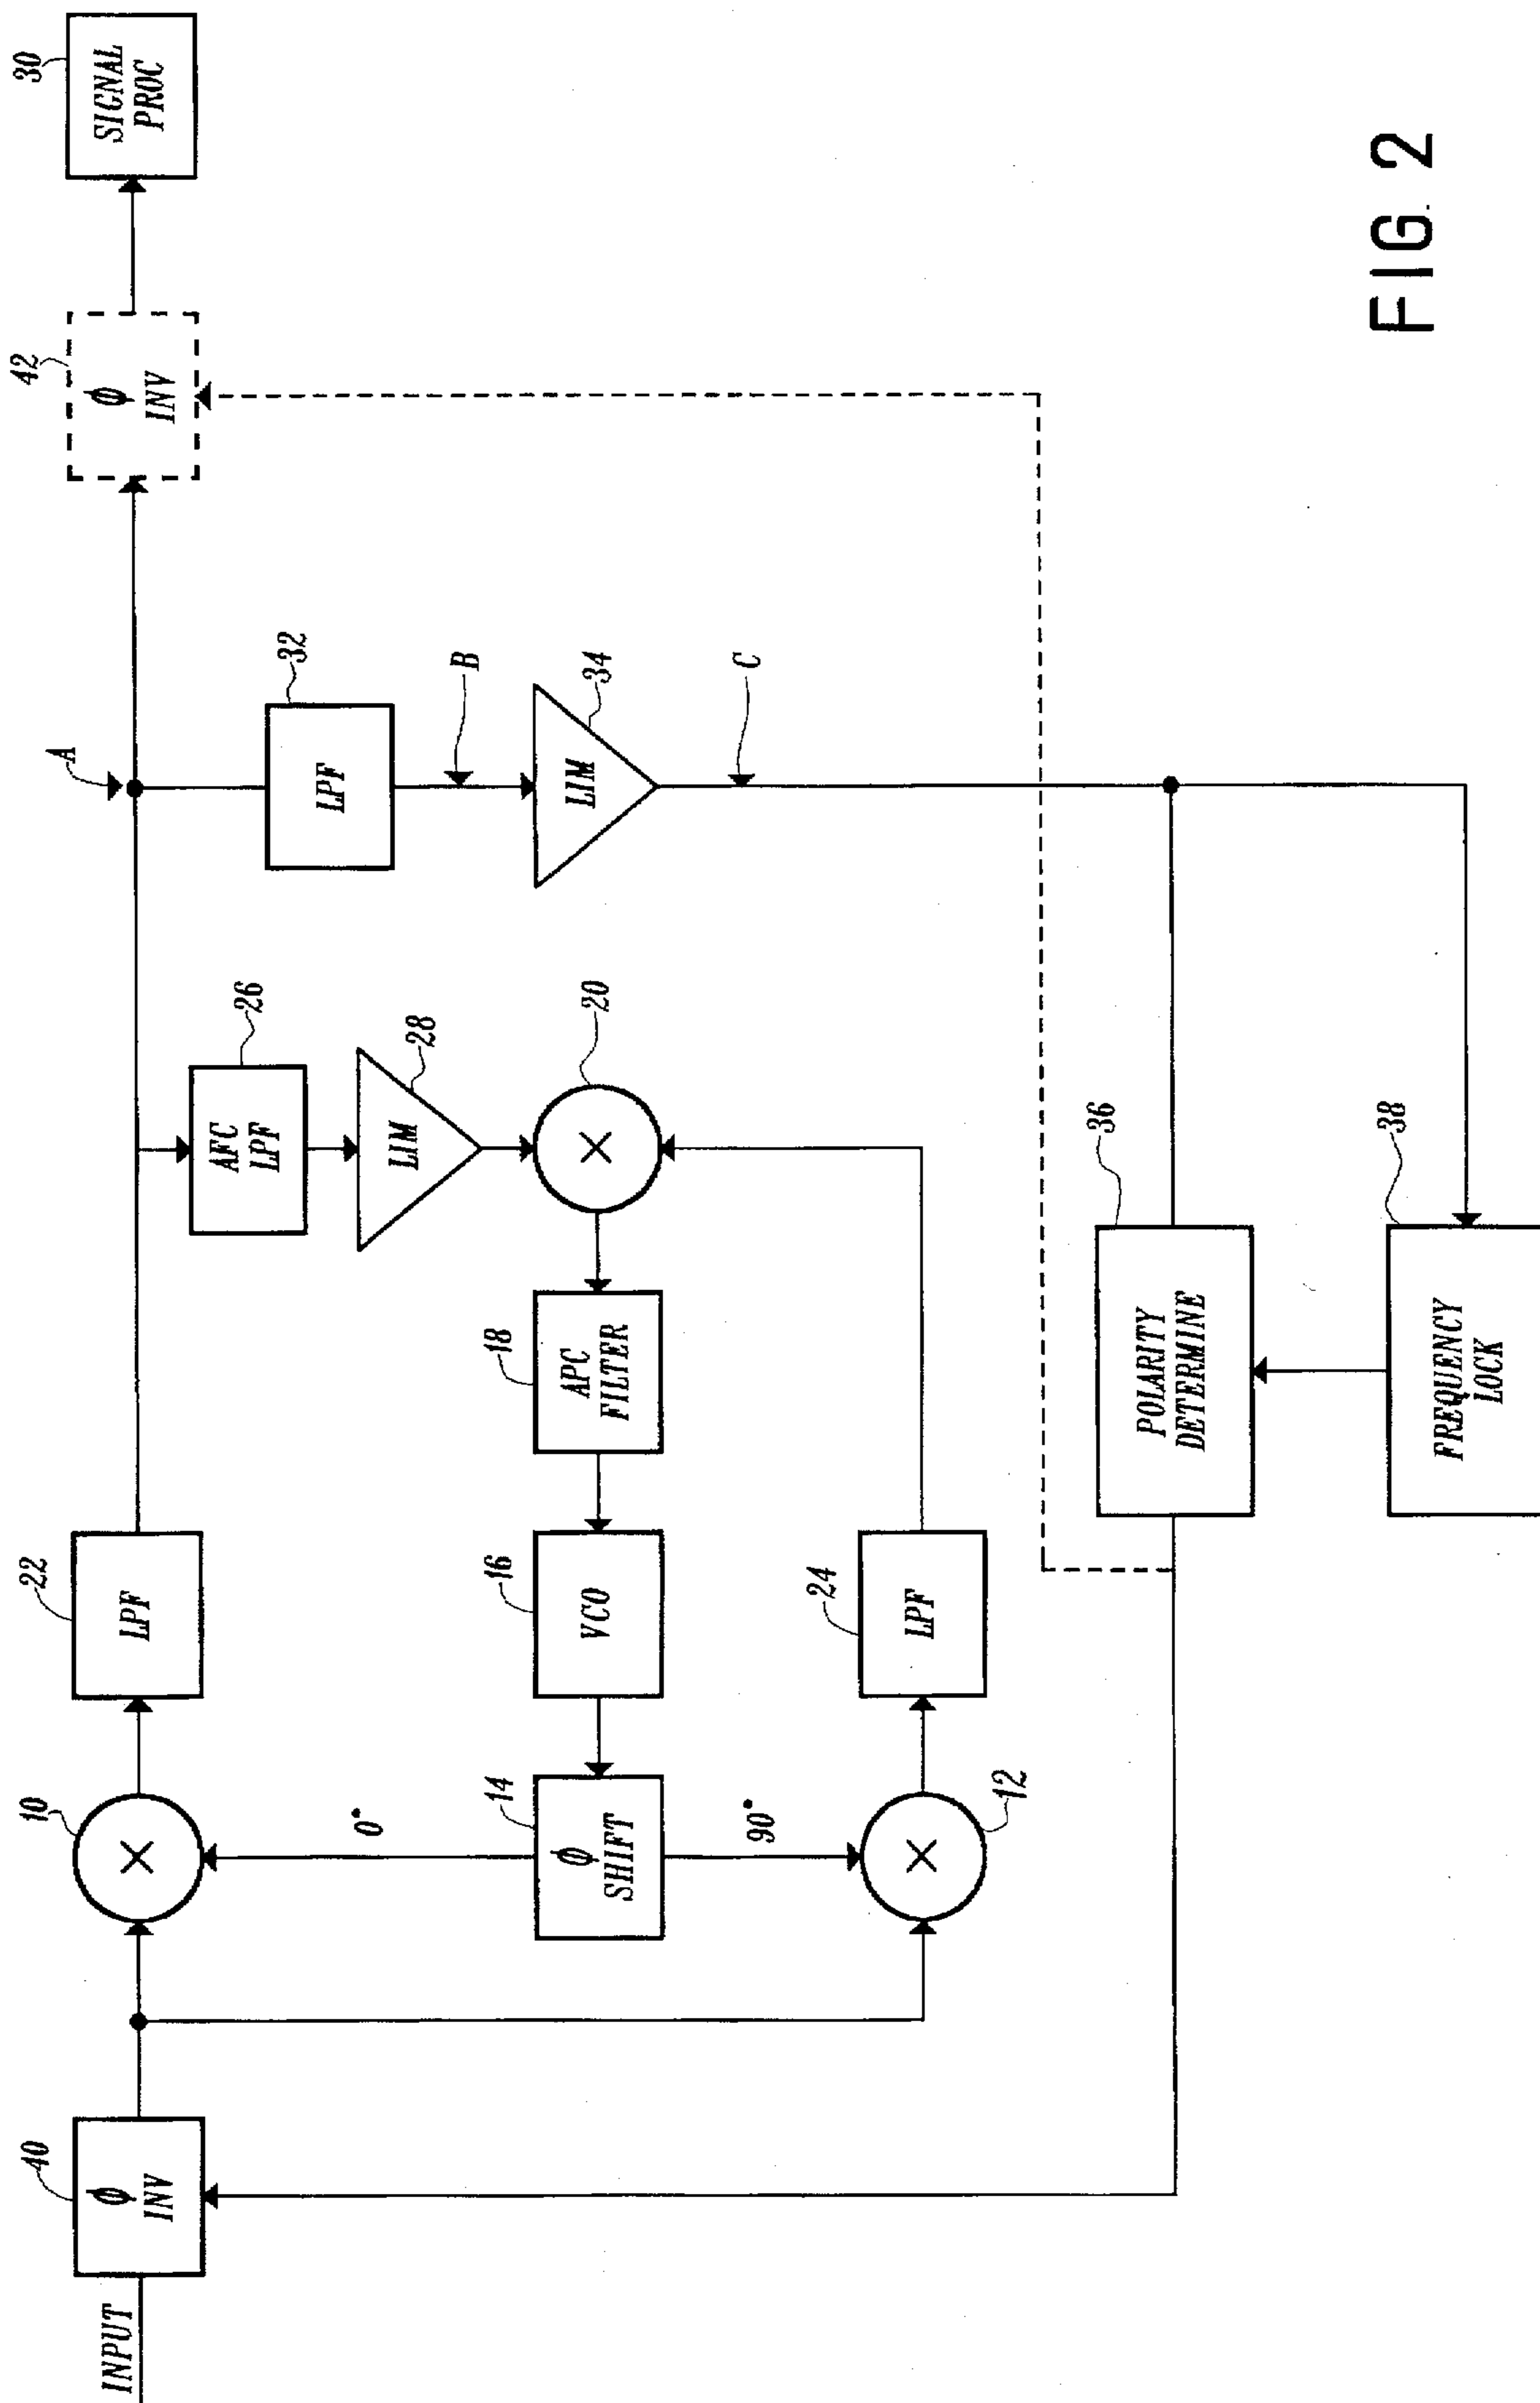 INPUT
40
ϕ
INV
10
×
22
LPF
A
42
ϕ
INV
30
SIGNAL
PROC
0°
26
AFC
LPF
28
LIM
32
LPF
B
14
ϕ
SHIFT
16
VCO
18
APC
FILTER
20
×
34
LIM
C
90°
12
×
24
LPF
36
POLARITY
DETERMINE
38
FREQUENCY
LOCK
FIG. 2